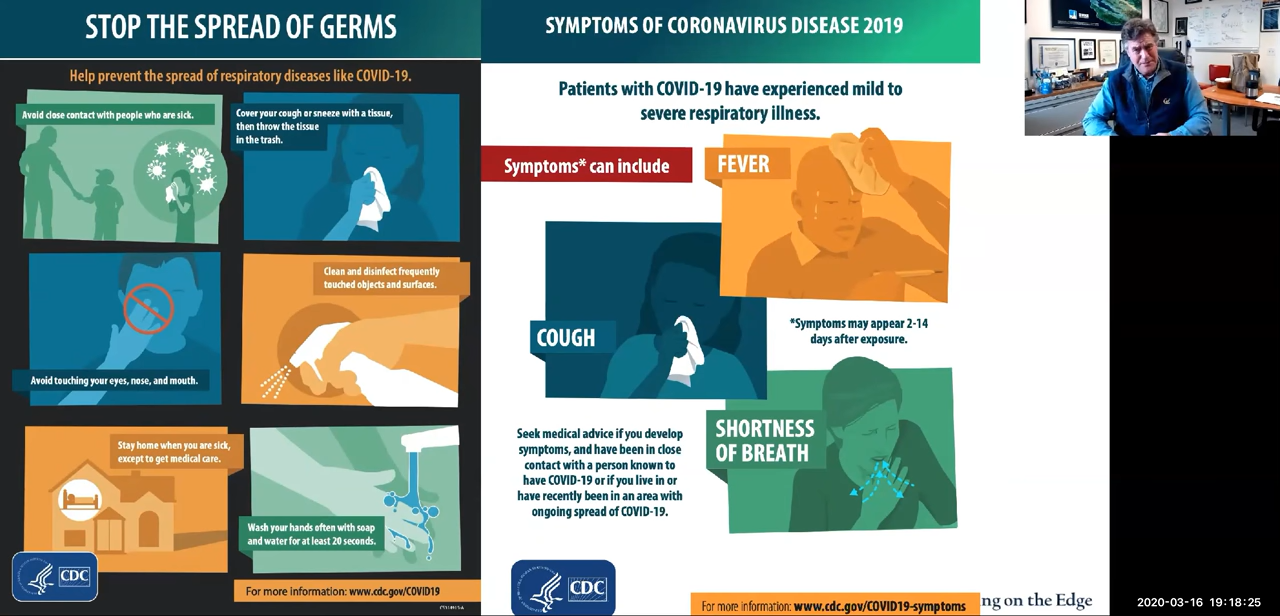 STOP THE SPREAD OF GERMS
Help prevent the spread of respiratory diseases like COVID-19.
Avoid close contact with people who are sick.
Cover your cough or sneeze with a tissue,
then throw the tissue
in the trash.
Avoid touching your eyes, nose, and mouth.
Clean and disinfect frequently
touched objects and surfaces.
Stay home when you are sick,
except to get medical care.
Wash your hands often with soap
and water for at least 20 seconds.
CDC
For more information: www.cdc.gov/COVID19
SYMPTOMS OF CORONAVIRUS DISEASE 2019
Patients with COVID-19 have experienced mild to
severe respiratory illness.
Symptoms* can include
FEVER
COUGH
*Symptoms may appear 2-14
days after exposure.
SHORTNESS
OF BREATH
Seek medical advice if you develop
symptoms, and have been in close
contact with a person known to
have COVID-19 or if you live in or
have recently been in an area with
ongoing spread of COVID-19.
CDC
For more information: www.cdc.gov/COVID19-symptoms
ng on the Edge
2020-03-16 19:18:25